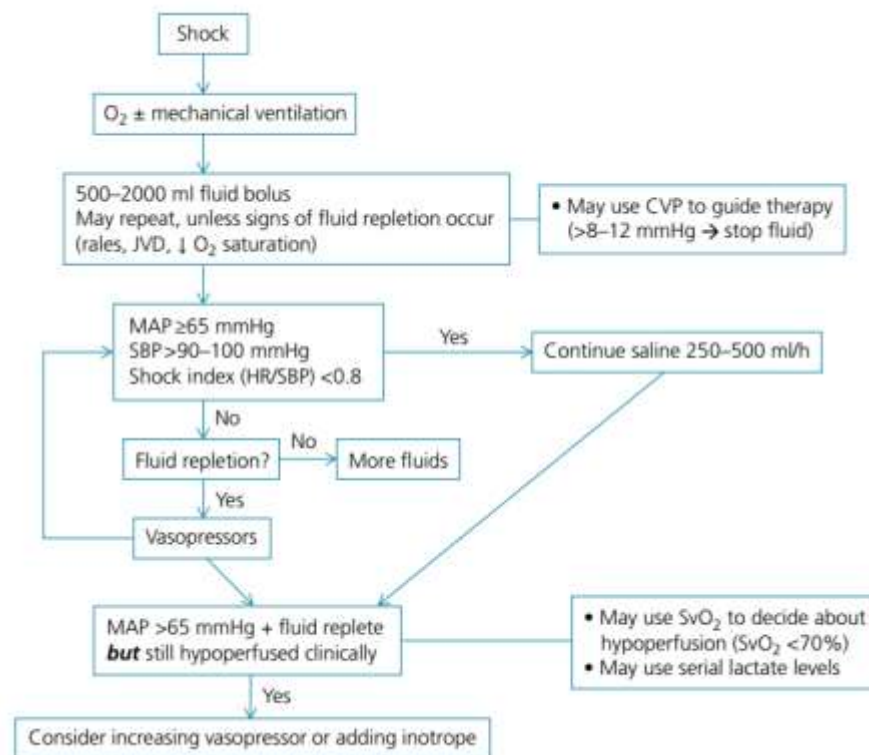 Shock
O₂ ± mechanical ventilation
500–2000 ml fluid bolus
May repeat, unless signs of fluid repletion occur
(rales, JVD, ↓ O₂ saturation)
• May use CVP to guide therapy
(>8–12 mmHg → stop fluid)
MAP ≥65 mmHg
SBP >90–100 mmHg
Shock index (HR/SBP) <0.8
Yes
Continue saline 250–500 ml/h
No
Fluid repletion?
No
More fluids
Yes
Vasopressors
MAP >65 mmHg + fluid replete
but still hypoperfused clinically
• May use SvO₂ to decide about
hypoperfusion (SvO₂ <70%)
• May use serial lactate levels
Yes
Consider increasing vasopressor or adding inotrope